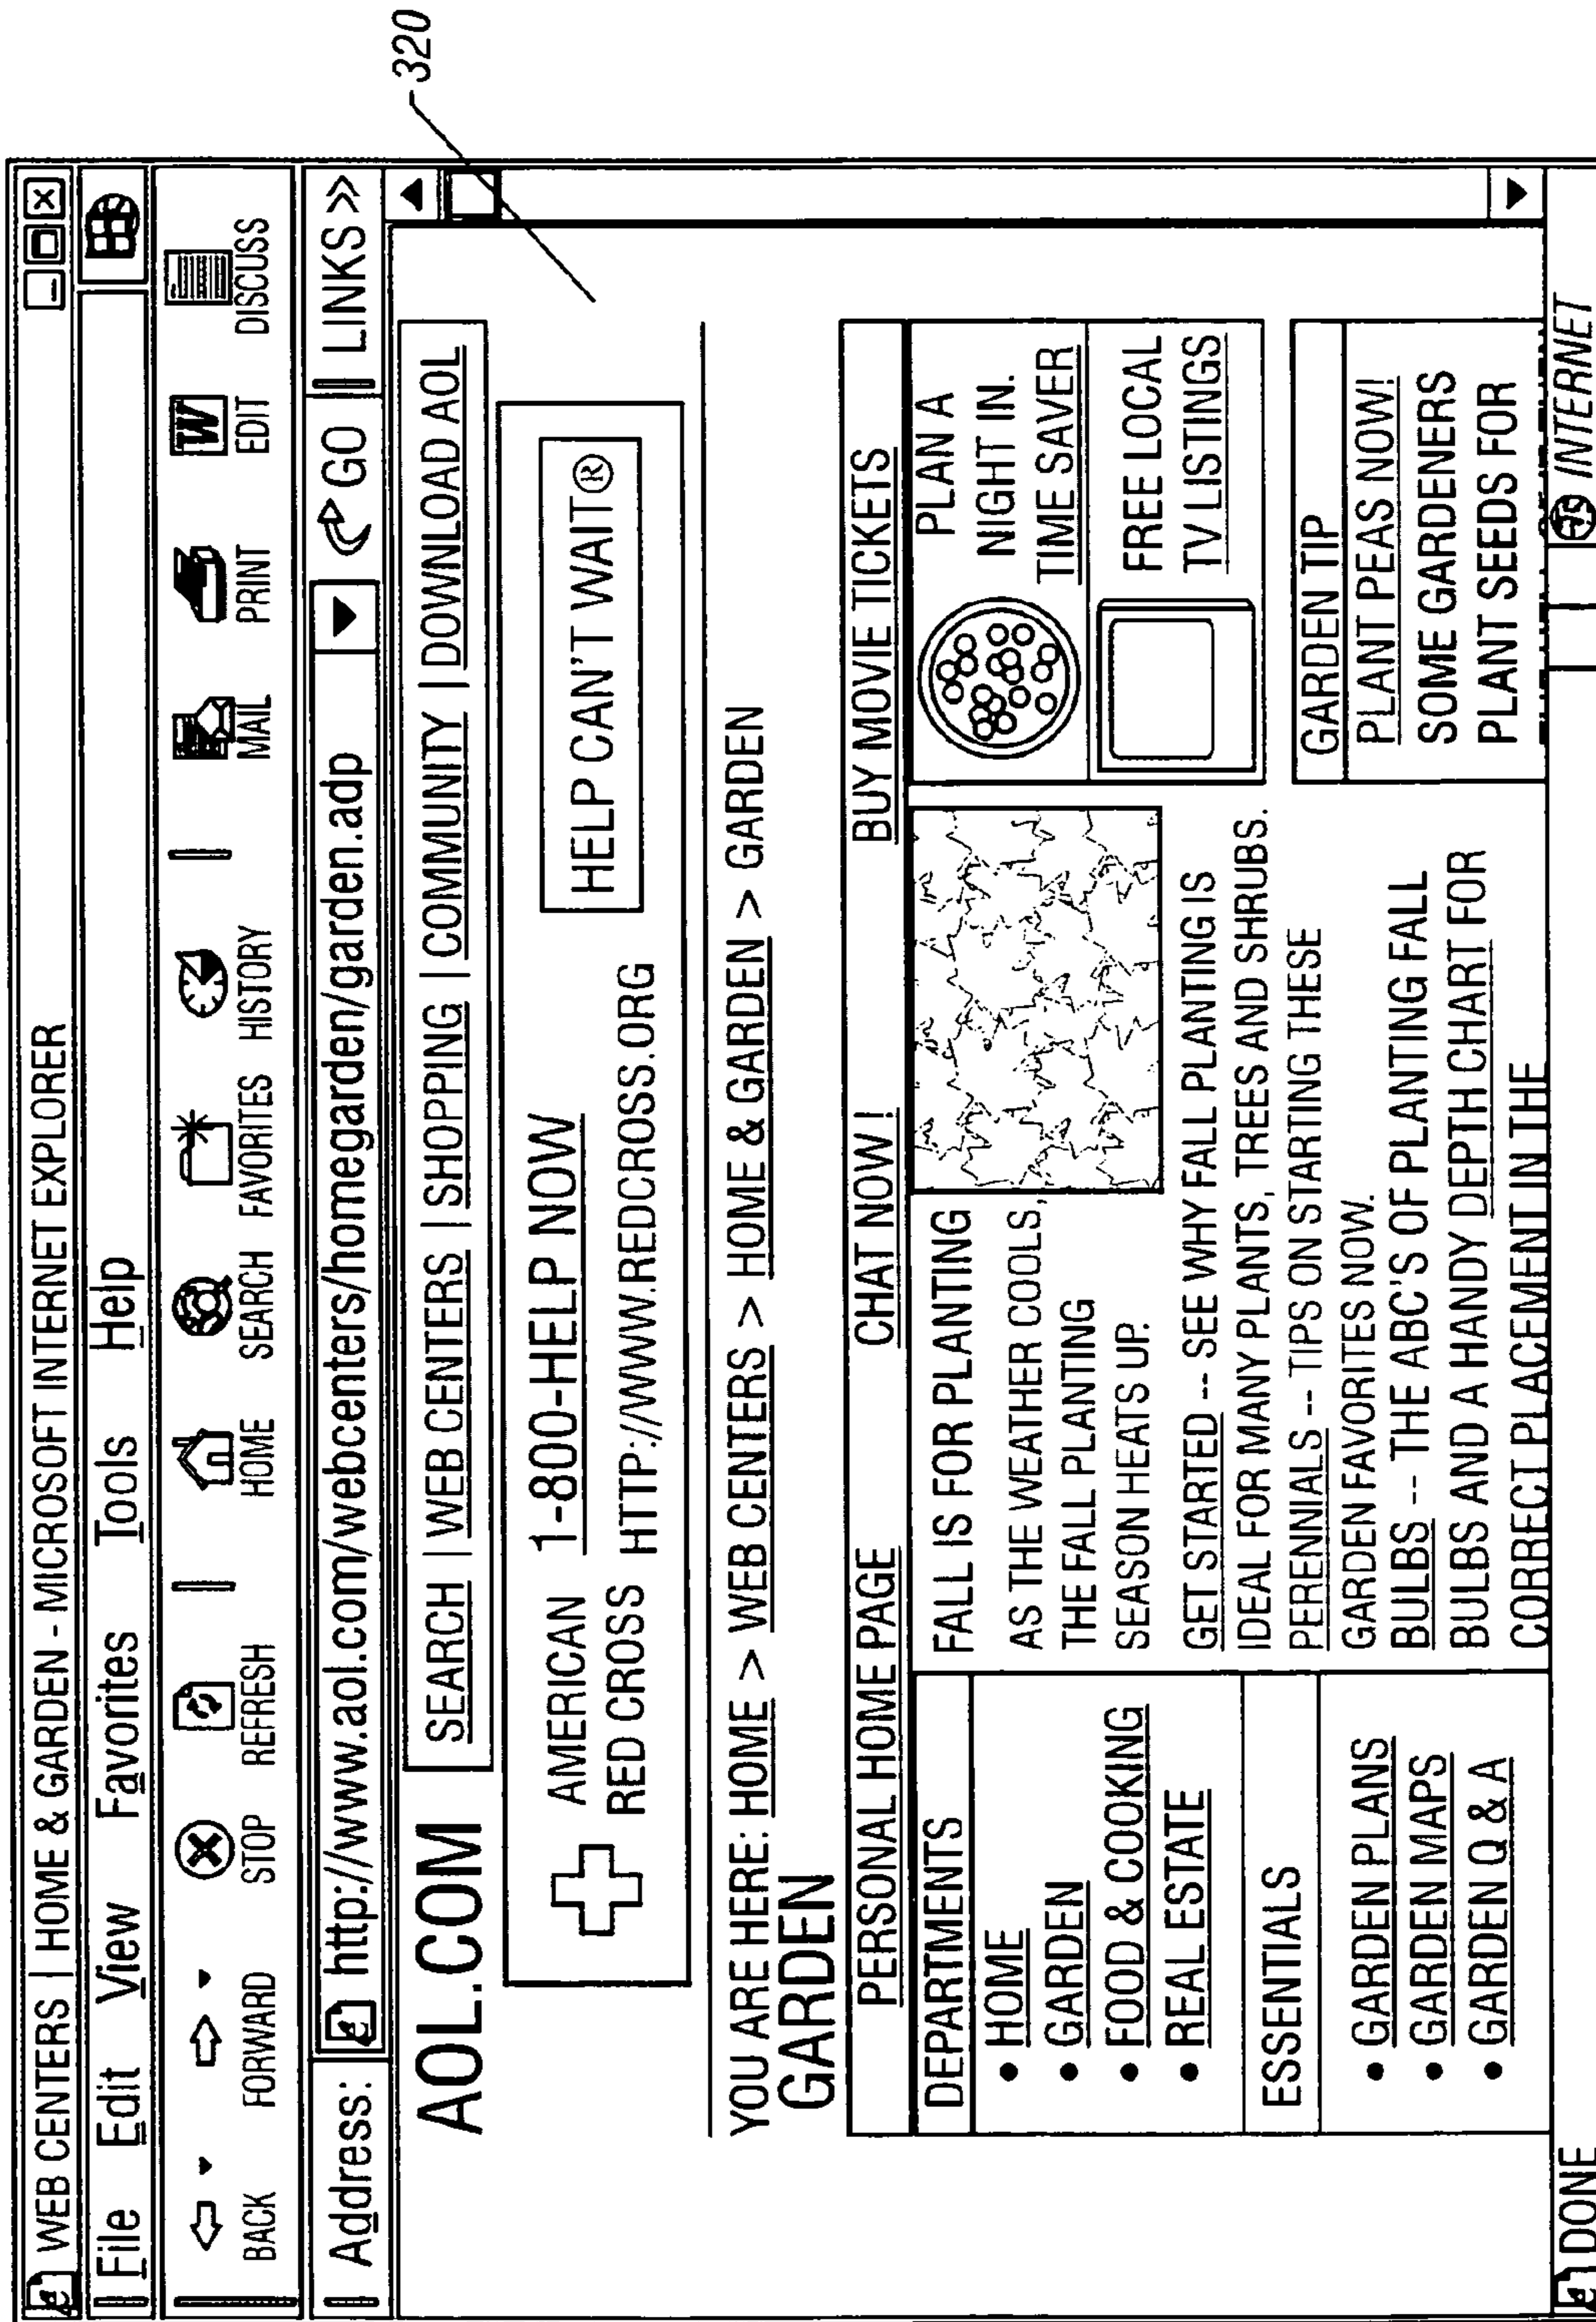 320
WEB CENTERS | HOME & GARDEN - MICROSOFT INTERNET EXPLORER
File Edit View Favorites Tools Help
BACK FORWARD STOP REFRESH HOME SEARCH FAVORITES HISTORY MAIL PRINT EDIT DISCUSS
Address: http://www.aol.com/webcenters/homegarden/garden.adp GO LINKS >>
AOL.COM SEARCH | WEB CENTERS | SHOPPING | COMMUNITY | DOWNLOAD AOL
AMERICAN
RED CROSS
1-800-HELP NOW
HTTP://WWW.REDCROSS.ORG
HELP CAN'T WAIT®
YOU ARE HERE: HOME > WEB CENTERS > HOME & GARDEN > GARDEN
GARDEN
PERSONAL HOME PAGE CHAT NOW ! BUY MOVIE TICKETS
DEPARTMENTS
• HOME
• GARDEN
• FOOD & COOKING
• REAL ESTATE
ESSENTIALS
• GARDEN PLANS
• GARDEN MAPS
• GARDEN Q & A
FALL IS FOR PLANTING
AS THE WEATHER COOLS,
THE FALL PLANTING
SEASON HEATS UP.
GET STARTED -- SEE WHY FALL PLANTING IS
IDEAL FOR MANY PLANTS, TREES AND SHRUBS.
PERENNIALS -- TIPS ON STARTING THESE
GARDEN FAVORITES NOW.
BULBS -- THE ABC'S OF PLANTING FALL
BULBS AND A HANDY DEPTH CHART FOR
CORRECT PLACEMENT IN THE
PLAN A
NIGHT IN.
TIME SAVER
FREE LOCAL
TV LISTINGS
GARDEN TIP
PLANT PEAS NOW!
SOME GARDENERS
PLANT SEEDS FOR
DONE INTERNET